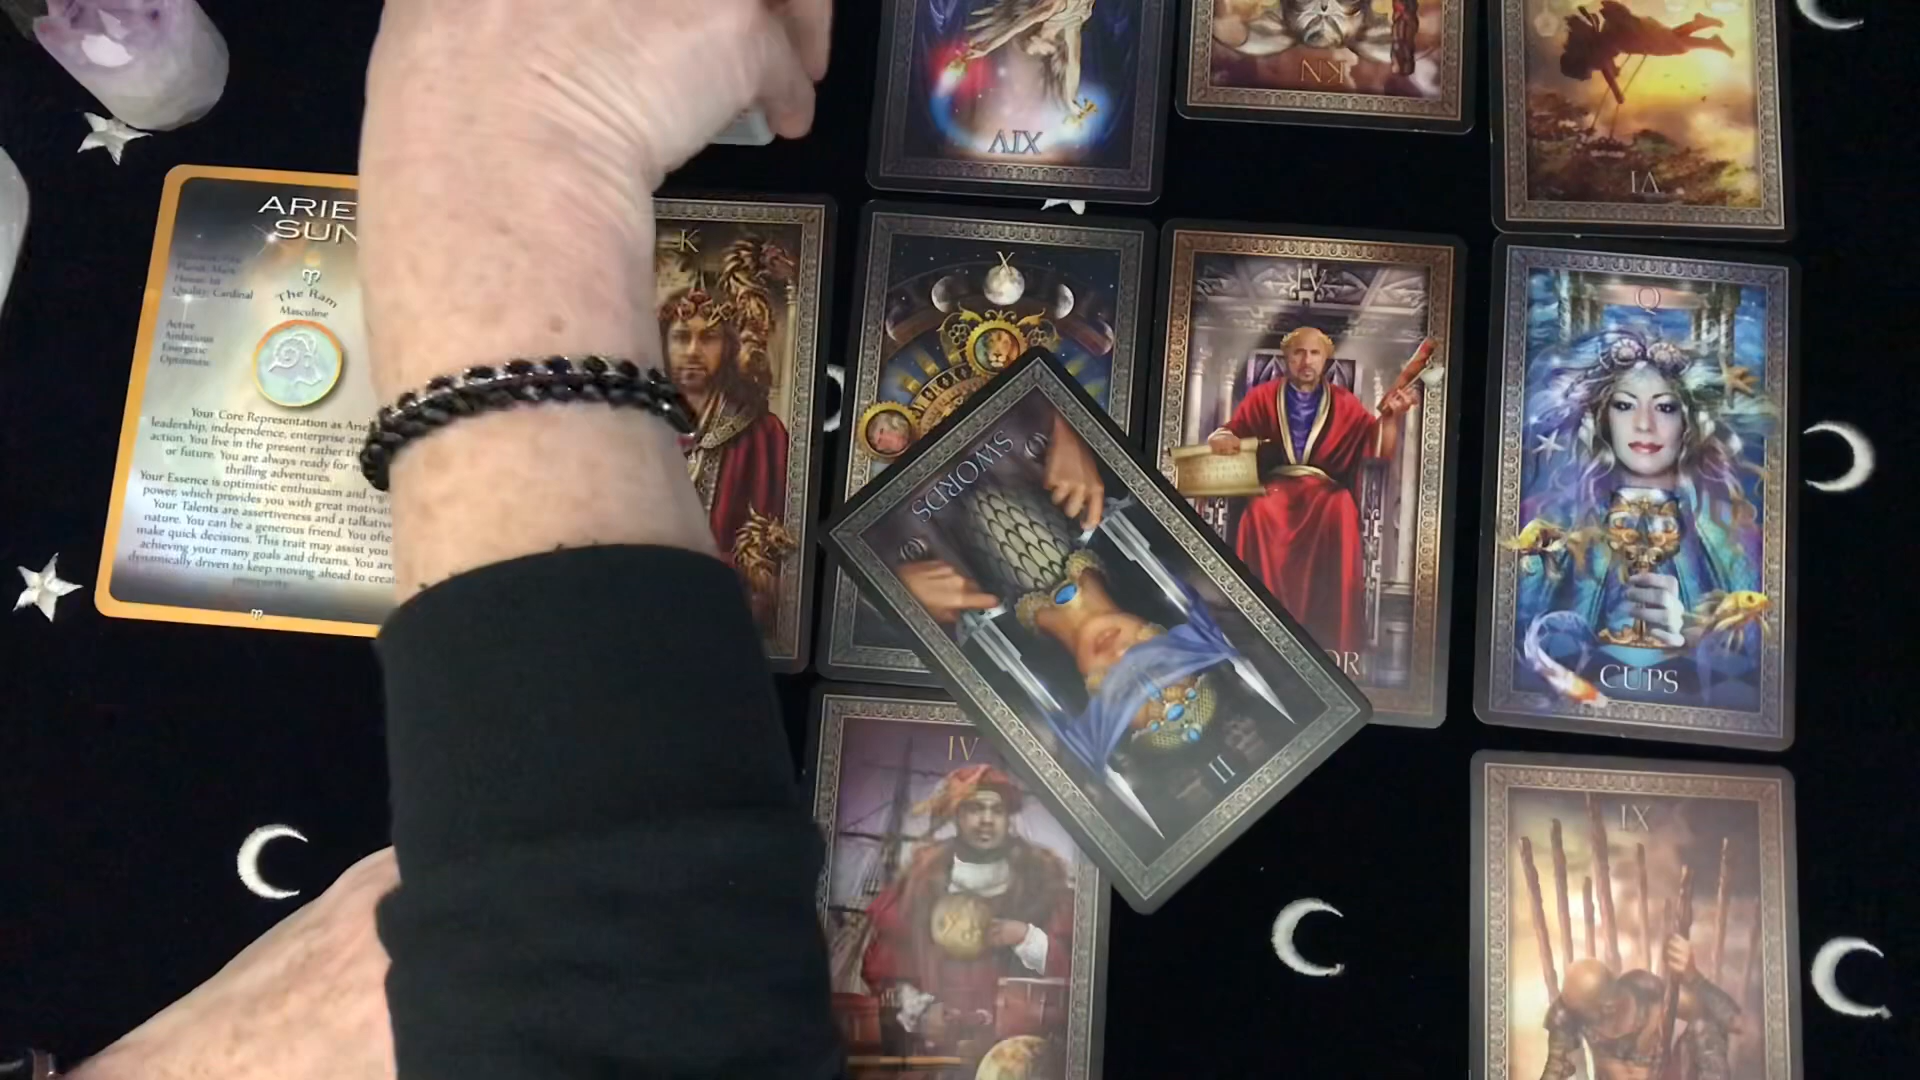 XIV
KN
VI
ARIE
SUN
Quality: Cardinal
The Ram
Masculine
Active
Ambitious
Energetic
Optimistic
Your Core Representation as Arie
leadership, independence, enterprise and
action. You live in the present rather th
or future. You are always ready for
thrilling adventures.
Your Essence is optimistic enthusiasm and
power, which provides you with great motivat
Your Talents are assertiveness and a talkative
nature. You can be a generous friend. You ofte
make quick decisions. This trait may assist you
achieving your many goals and dreams. You are
dynamically driven to keep moving ahead to creat
prosperity.
K
X
IV
OR
Q
CUPS
SWORDS
II
IV
IX